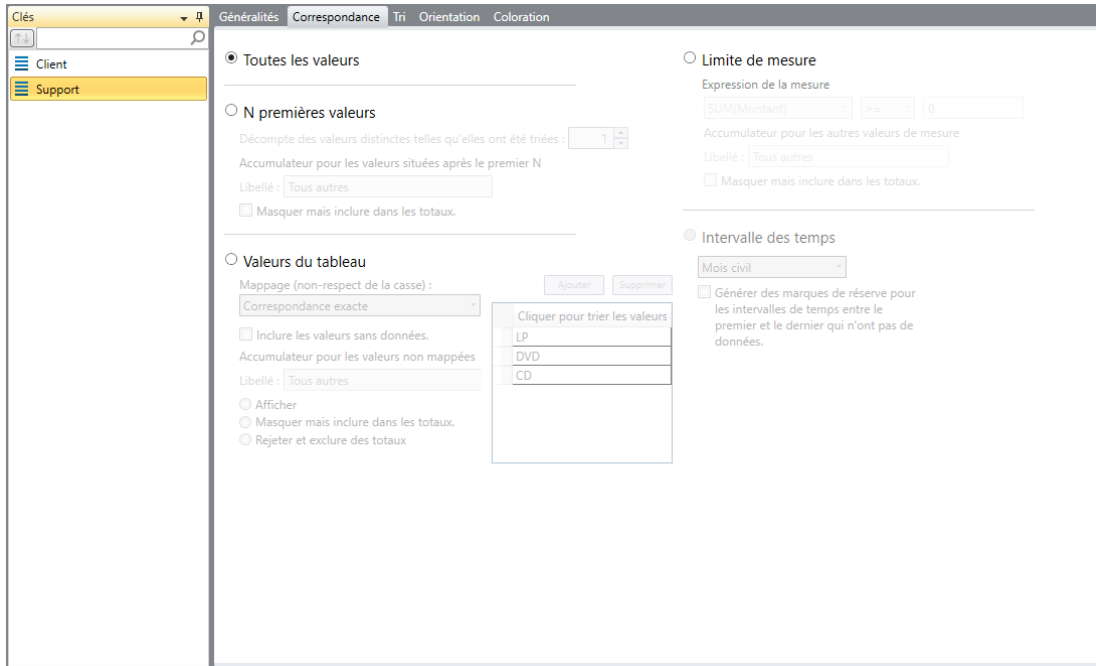 Clés
Généralités Correspondance Tri Orientation Coloration
Client
Support
Toutes les valeurs
N premières valeurs
Décompte des valeurs distinctes telles qu'elles ont été triées : 1
Accumulateur pour les valeurs situées après le premier N
Libellé : Tous autres
Masquer mais inclure dans les totaux.
Valeurs du tableau
Mappage (non-respect de la casse) :
Correspondance exacte
Inclure les valeurs sans données.
Accumulateur pour les valeurs non mappées
Libellé : Tous autres
Afficher
Masquer mais inclure dans les totaux.
Rejeter et exclure des totaux
Ajouter Supprimer
Cliquer pour trier les valeurs
LP
DVD
CD
Limite de mesure
Expression de la mesure
SUM(Montant) >= 0
Accumulateur pour les autres valeurs de mesure
Libellé : Tous autres
Masquer mais inclure dans les totaux.
Intervalle des temps
Mois civil
Générer des marques de réserve pour
les intervalles de temps entre le
premier et le dernier qui n'ont pas de
données.